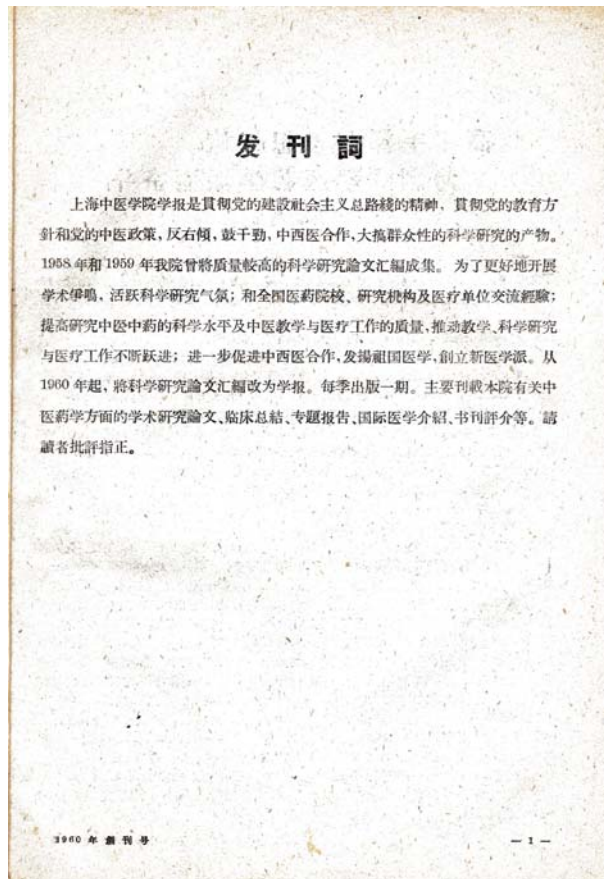 发刊詞
上海中医学院学报是貫彻党的建設社会主义总路綫的精神，貫彻党的教育方
針和党的中医政策，反右傾，鼓干勁，中西医合作，大搞群众性的科学研究的产物。
1958年和1959年我院曾將质量較高的科学研究論文汇編成集。为了更好地开展
学术爭鳴，活跃科学研究气氛；和全国医药院校、研究机构及医疗单位交流經驗；
提高研究中医中药的科学水平及中医教学与医疗工作的质量，推动教学、科学研究
与医疗工作不断跃进；进一步促进中西医合作，发揚祖国医学，創立新医学派。从
1960年起，將科学研究論文汇編改为学报。每季出版一期。主要刊載本院有关中
医药学方面的学术研究論文、临床总結、专題报告、国际医学介紹、书刊評介等。請
讀者批評指正。
1960年創刊号
— 1 —